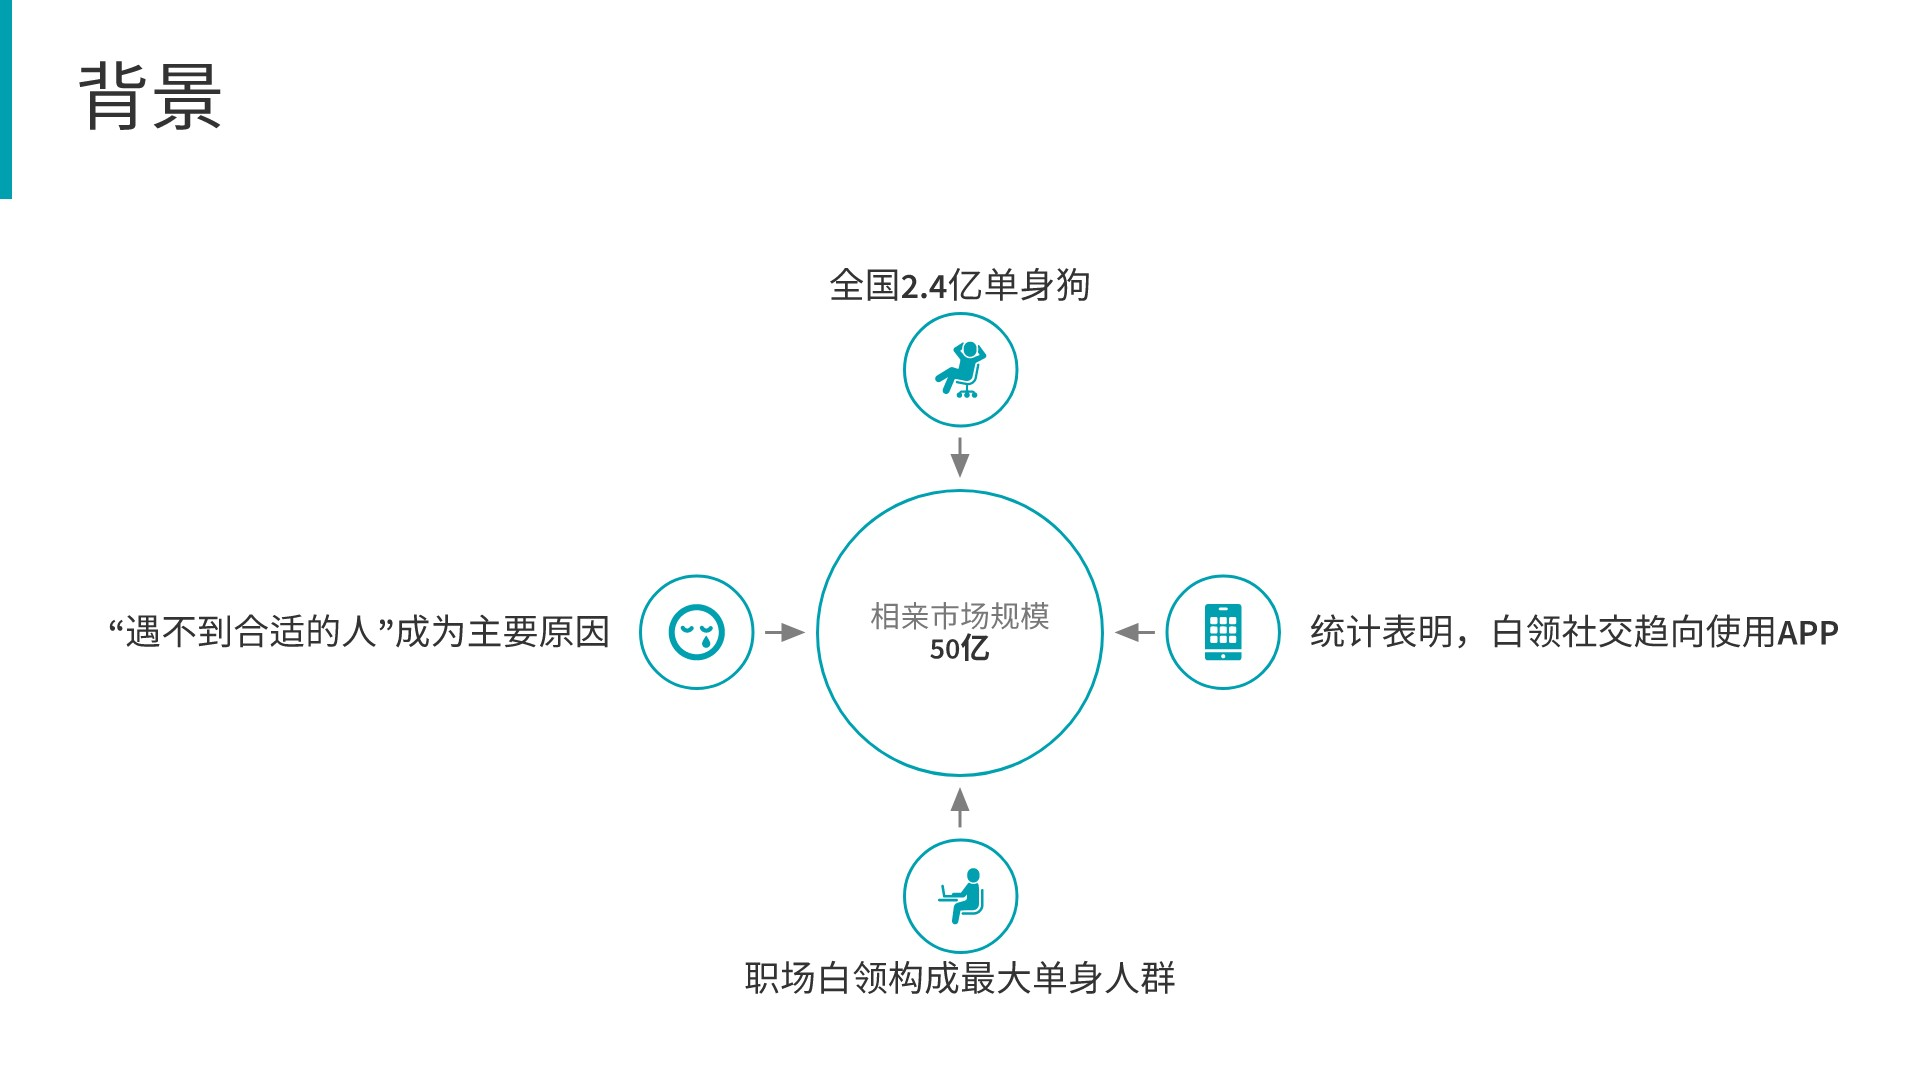 背景
全国2.4亿单身狗
“遇不到合适的人”成为主要原因
相亲市场规模
50亿
统计表明，白领社交趋向使用APP
职场白领构成最大单身人群